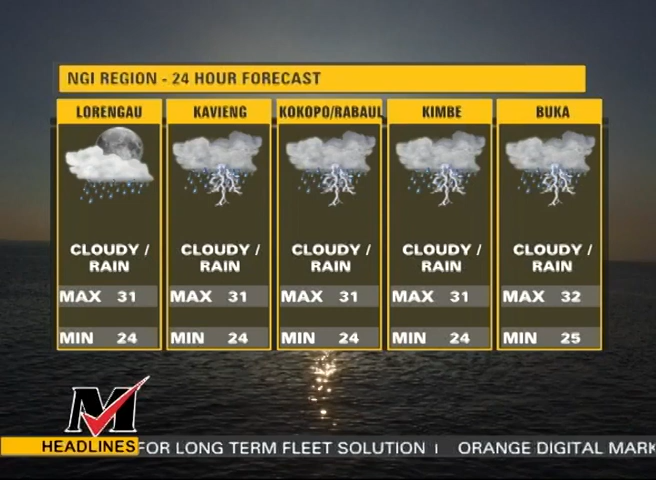 NGI REGION - 24 HOUR FORECAST
LORENGAU
CLOUDY /
RAIN
MAX 31
MIN 24
KAVIENG
CLOUDY /
RAIN
MAX 31
MIN 24
KOKOPO/RABAUL
CLOUDY /
RAIN
MAX 31
MIN 24
KIMBE
CLOUDY /
RAIN
MAX 31
MIN 24
BUKA
CLOUDY /
RAIN
MAX 32
MIN 25
M
HEADLINES FOR LONG TERM FLEET SOLUTION | ORANGE DIGITAL MARK